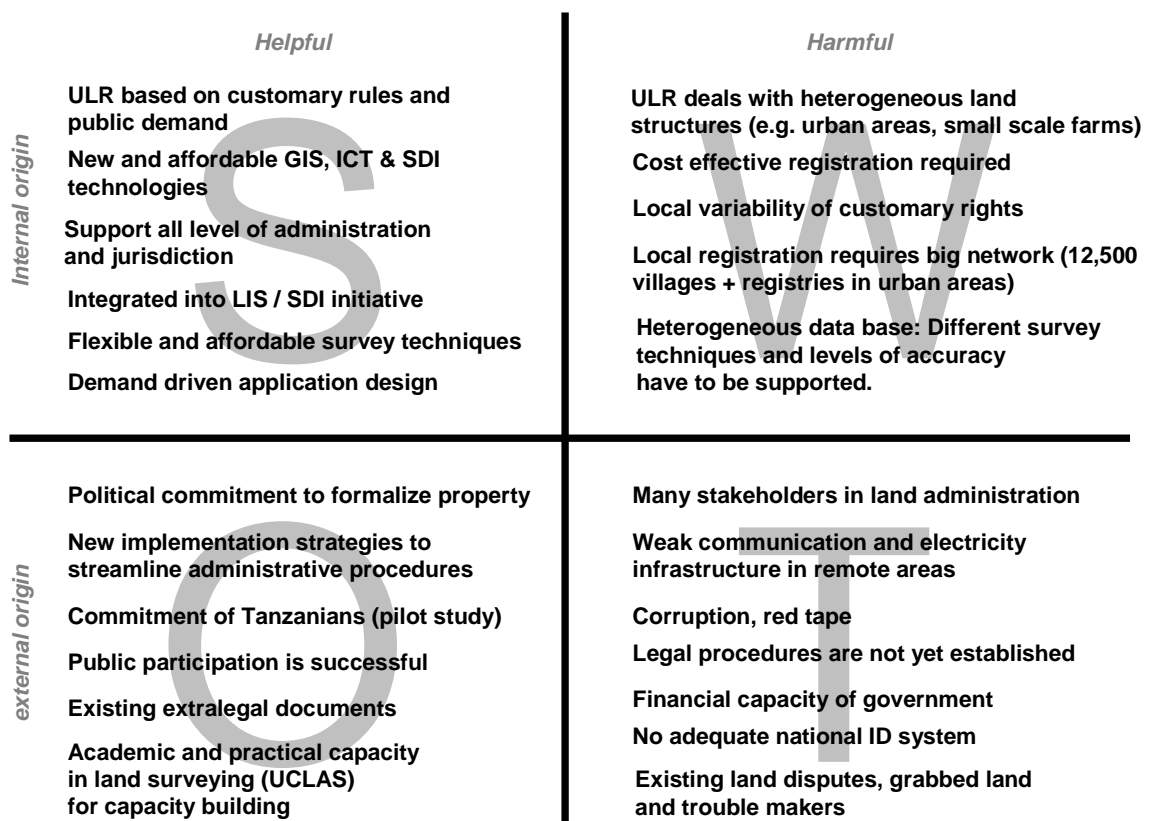 Helpful
Harmful
Internal origin
S
ULR based on customary rules and
public demand
New and affordable GIS, ICT & SDI
technologies
Support all level of administration
and jurisdiction
Integrated into LIS / SDI initiative
Flexible and affordable survey techniques
Demand driven application design
W
ULR deals with heterogeneous land
structures (e.g. urban areas, small scale farms)
Cost effective registration required
Local variability of customary rights
Local registration requires big network (12,500
villages + registries in urban areas)
Heterogeneous data base: Different survey
techniques and levels of accuracy
have to be supported.
external origin
O
Political commitment to formalize property
New implementation strategies to
streamline administrative procedures
Commitment of Tanzanians (pilot study)
Public participation is successful
Existing extralegal documents
Academic and practical capacity
in land surveying (UCLAS)
for capacity building
T
Many stakeholders in land administration
Weak communication and electricity
infrastructure in remote areas
Corruption, red tape
Legal procedures are not yet established
Financial capacity of government
No adequate national ID system
Existing land disputes, grabbed land
and trouble makers